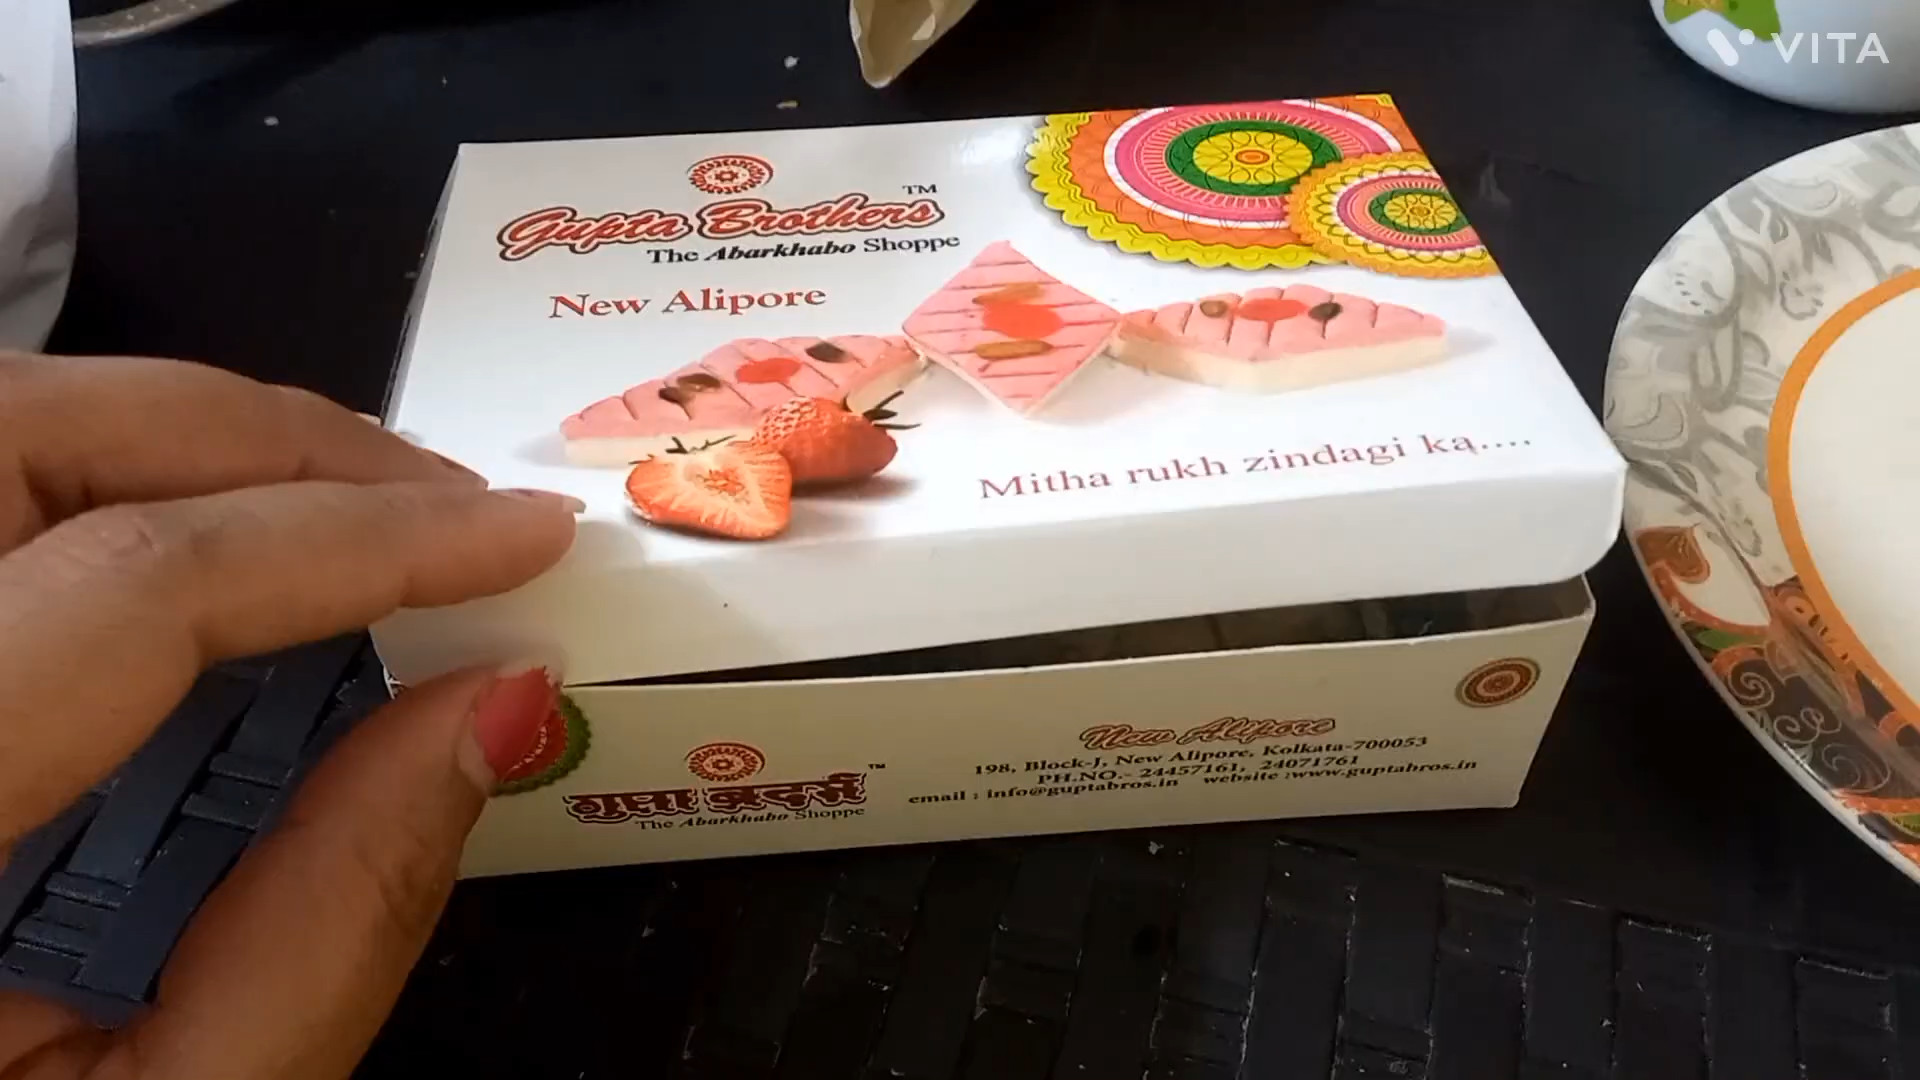 VITA
Gupta Brothers TM
The Abarkhabo Shoppe
New Alipore
Mitha rukh zindagi ka....
गुप्ता ब्रदर्स TM
The Abarkhabo Shoppe
New Alipore
198, Block-J, New Alipore, Kolkata-700053
PH.NO.- 24457161, 24071761
email : info@guptabros.in website :www.guptabros.in